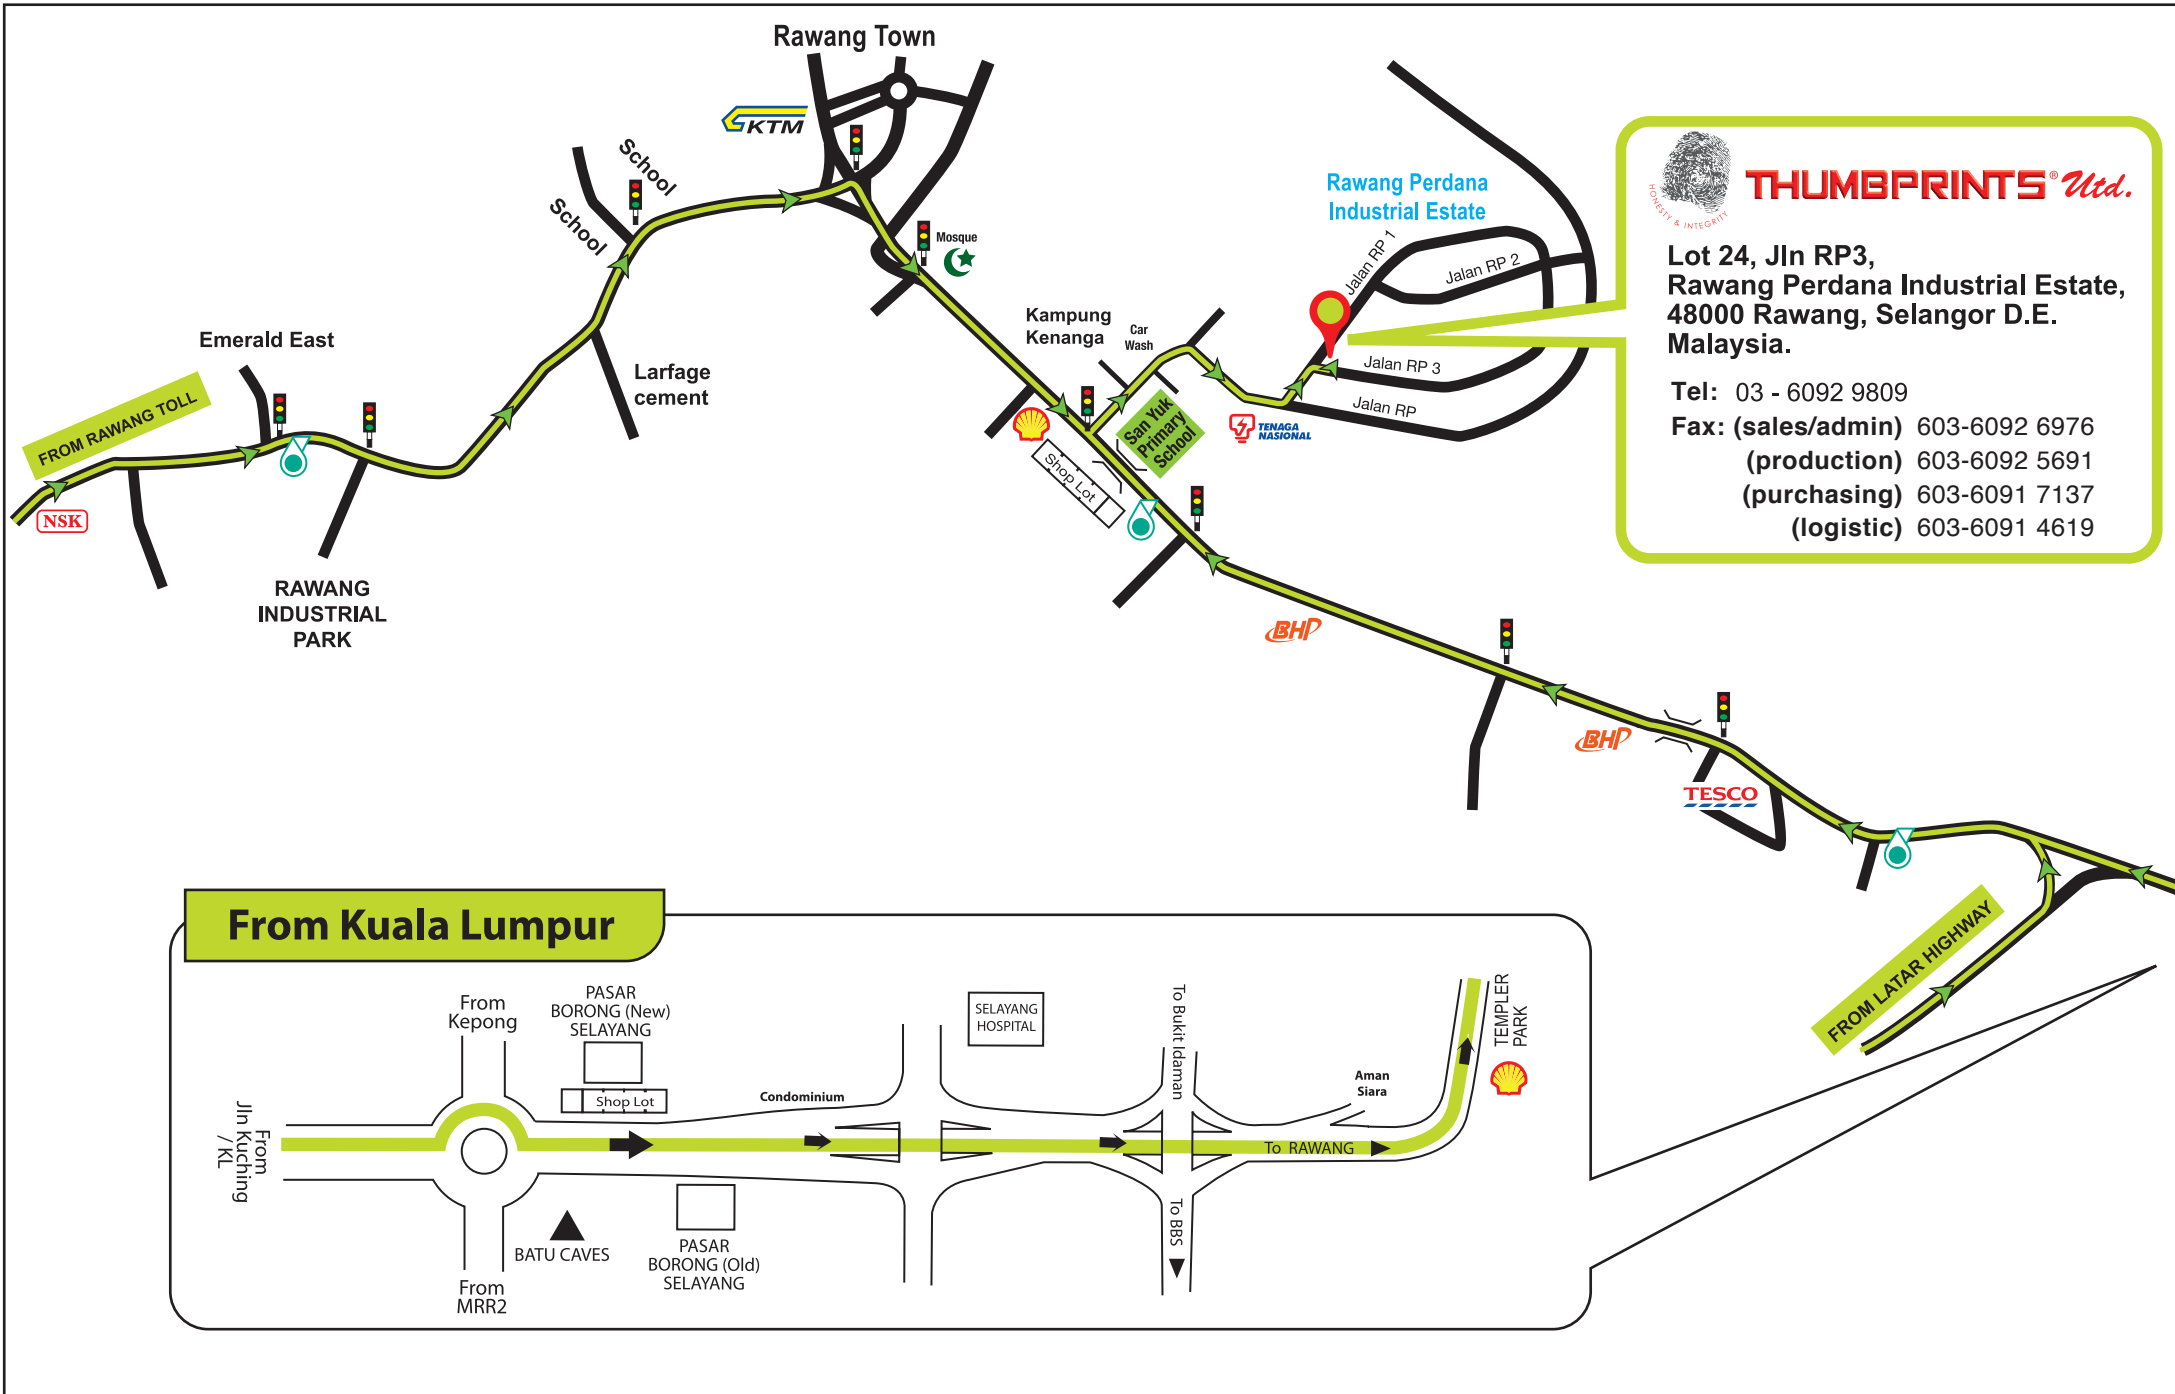 Rawang Town
KTM
School
School
Mosque
Rawang Perdana
Industrial Estate
Jalan RP 1
Jalan RP 2
Jalan RP 3
Jalan RP
HONESTY & INTEGRITY
THUMBPRINTS® Utd.
Lot 24, Jln RP3,
Rawang Perdana Industrial Estate,
48000 Rawang, Selangor D.E.
Malaysia.
Tel: 03 - 6092 9809
Fax: (sales/admin) 603-6092 6976
(production) 603-6092 5691
(purchasing) 603-6091 7137
(logistic) 603-6091 4619
Kampung
Kenanga
Car
Wash
Emerald East
Larfage
cement
FROM RAWANG TOLL
NSK
RAWANG
INDUSTRIAL
PARK
San Yuk
Primary
School
Shop Lot
TENAGA
NASIONAL
BHP
BHP
TESCO
FROM LATAR HIGHWAY
From Kuala Lumpur
From
Kepong
PASAR
BORONG (New)
SELAYANG
Shop Lot
Condominium
SELAYANG
HOSPITAL
To Bukit Idaman
Aman
Siara
TEMPLER
PARK
From
Jln Kuching
/ KL
To RAWANG
To BBS
BATU CAVES
PASAR
BORONG (Old)
SELAYANG
From
MRR2